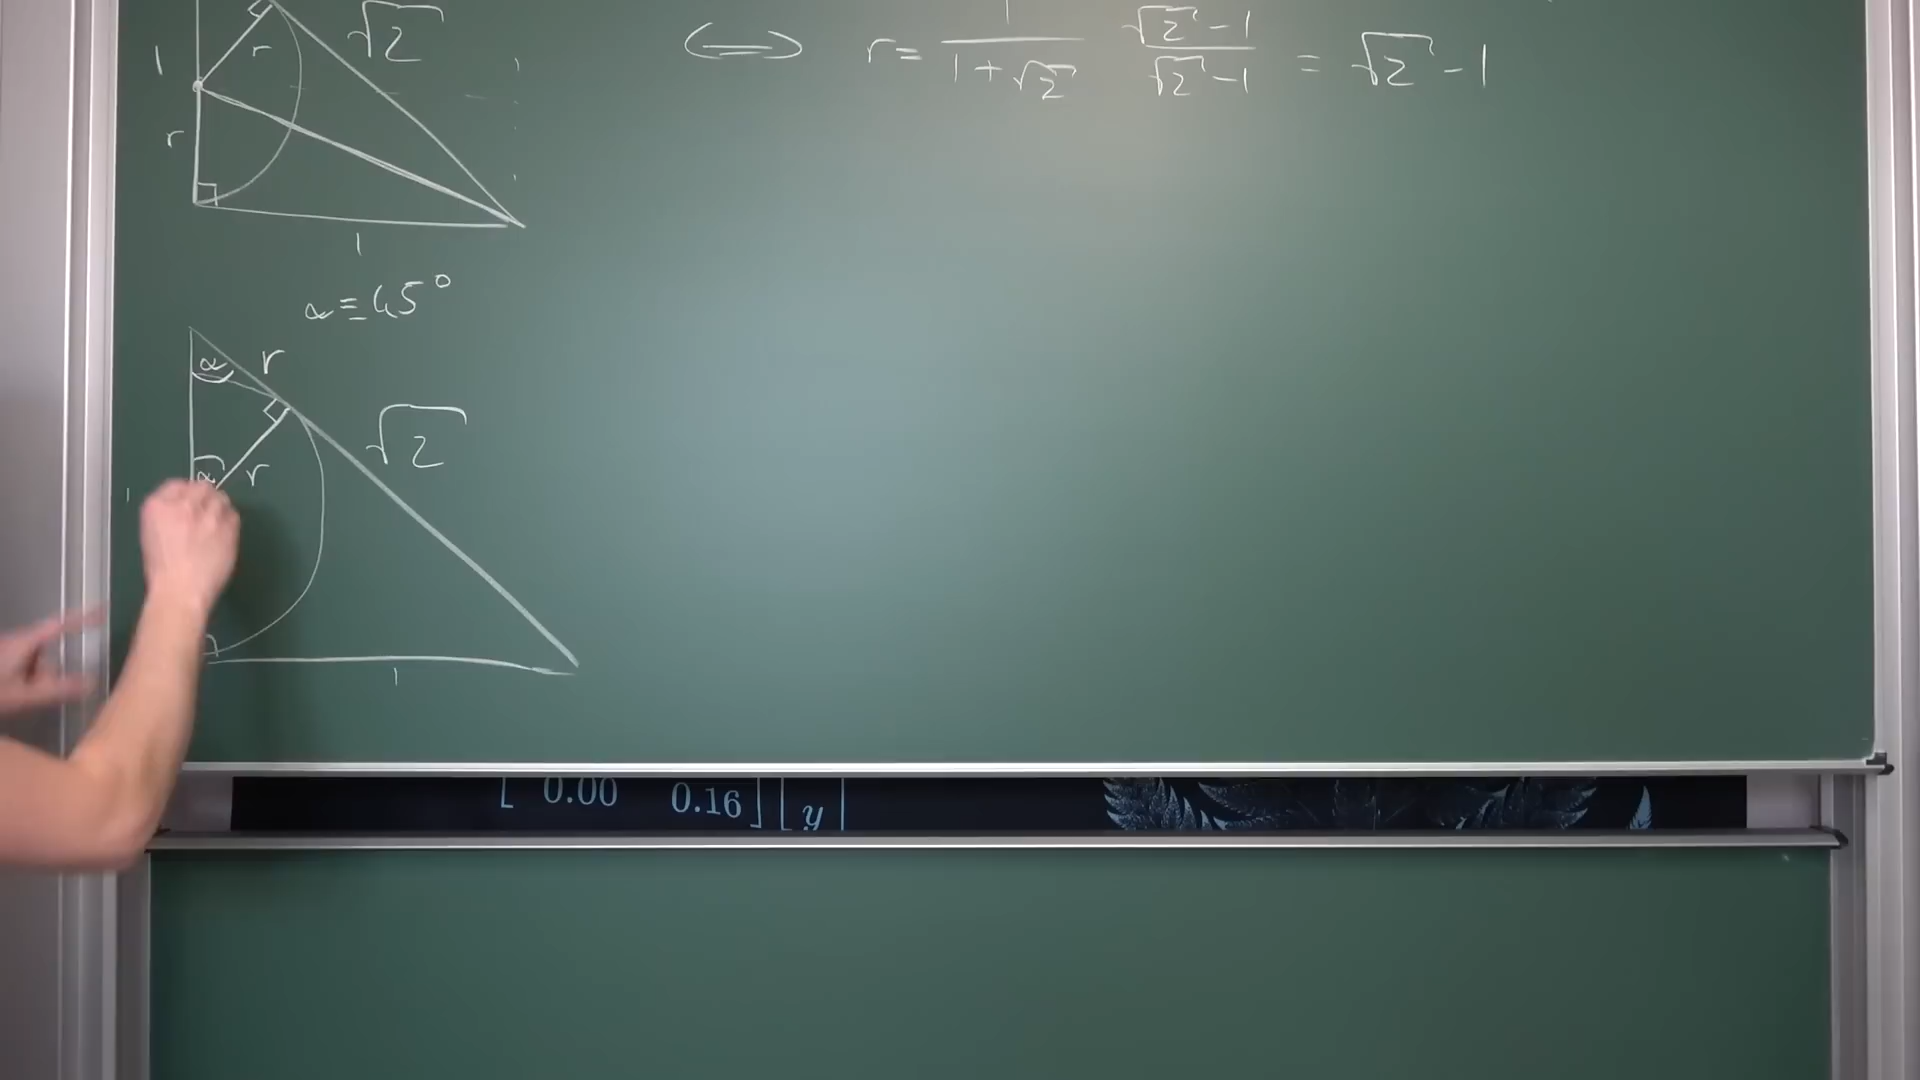 √2
1
r
r
1
⟺ r = 1/(1+√2) (√2-1)/(√2-1) = √2-1
α = 45°
α
r
√2
α
r
1
1
0.00 0.16 y